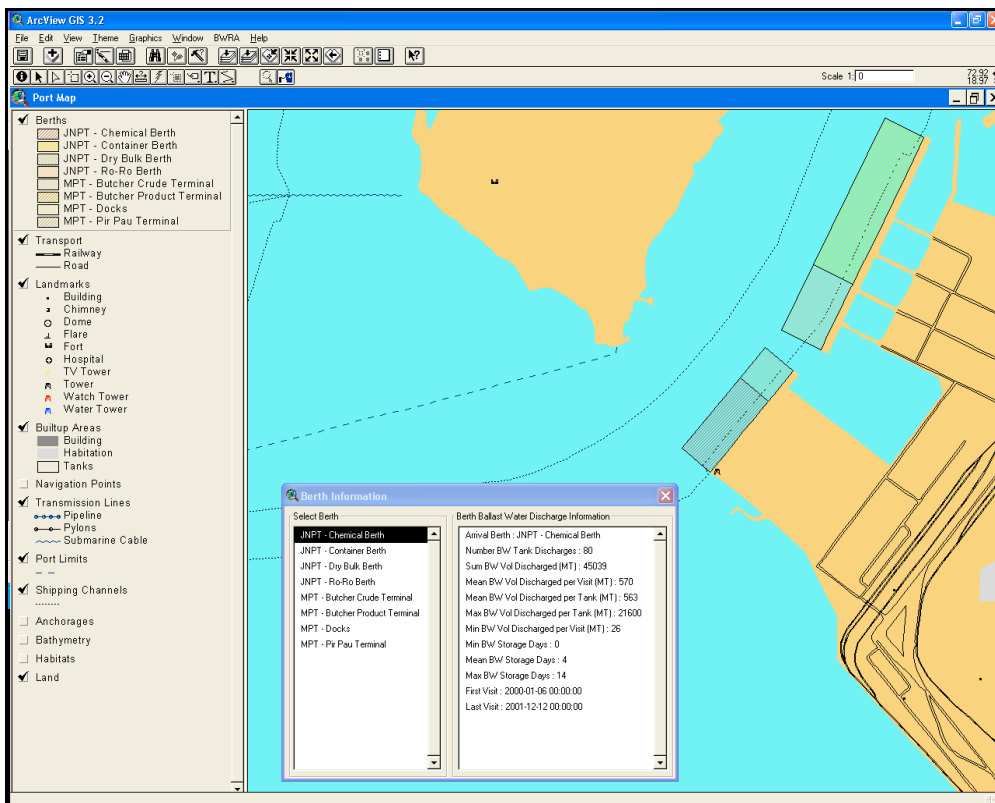 ArcView GIS 3.2
File Edit View Theme Graphics Window BWRA Help
Scale 1: 0
72.92
18.97
Port Map
Berths
JNPT - Chemical Berth
JNPT - Container Berth
JNPT - Dry Bulk Berth
JNPT - Ro-Ro Berth
MPT - Butcher Crude Terminal
MPT - Butcher Product Terminal
MPT - Docks
MPT - Pir Pau Terminal
Transport
Railway
Road
Landmarks
Building
Chimney
Dome
Flare
Fort
Hospital
TV Tower
Tower
Watch Tower
Water Tower
Builtup Areas
Building
Habitation
Tanks
Navigation Points
Transmission Lines
Pipeline
Pylons
Submarine Cable
Port Limits
Shipping Channels
Anchorages
Bathymetry
Habitats
Land
Berth Information
Select Berth
JNPT - Chemical Berth
JNPT - Container Berth
JNPT - Dry Bulk Berth
JNPT - Ro-Ro Berth
MPT - Butcher Crude Terminal
MPT - Butcher Product Terminal
MPT - Docks
MPT - Pir Pau Terminal
Berth Ballast Water Discharge Information
Arrival Berth : JNPT - Chemical Berth
Number BW Tank Discharges : 80
Sum BW Vol Discharged (MT) : 45039
Mean BW Vol Discharged per Visit (MT) : 570
Mean BW Vol Discharged per Tank (MT) : 563
Max BW Vol Discharged per Tank (MT) : 21600
Min BW Vol Discharged per Visit (MT) : 26
Min BW Storage Days : 0
Mean BW Storage Days : 4
Max BW Storage Days : 14
First Visit : 2000-01-06 00:00:00
Last Visit : 2001-12-12 00:00:00